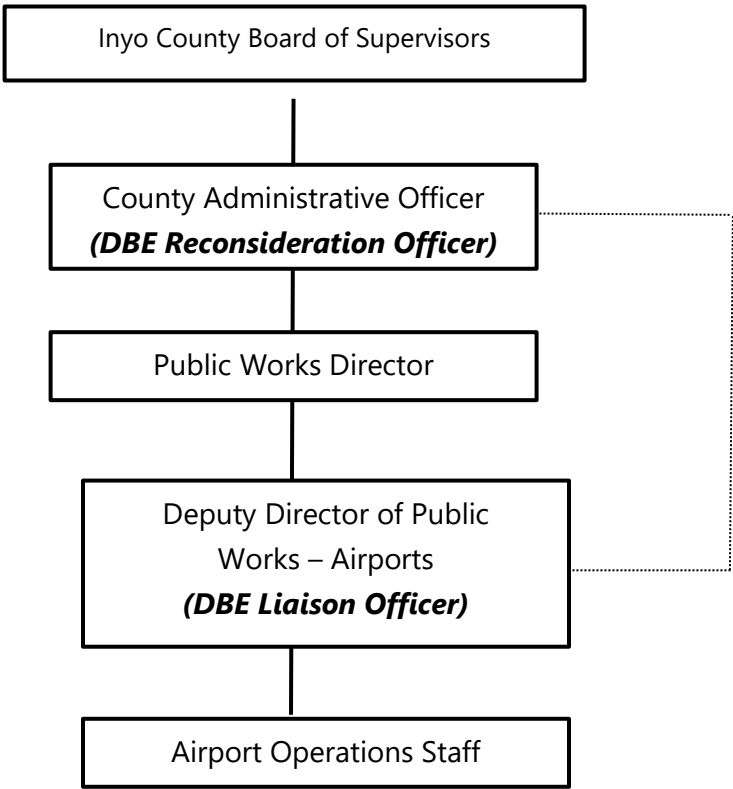 Inyo County Board of Supervisors
County Administrative Officer
(DBE Reconsideration Officer)
Public Works Director
Deputy Director of Public
Works – Airports
(DBE Liaison Officer)
Airport Operations Staff